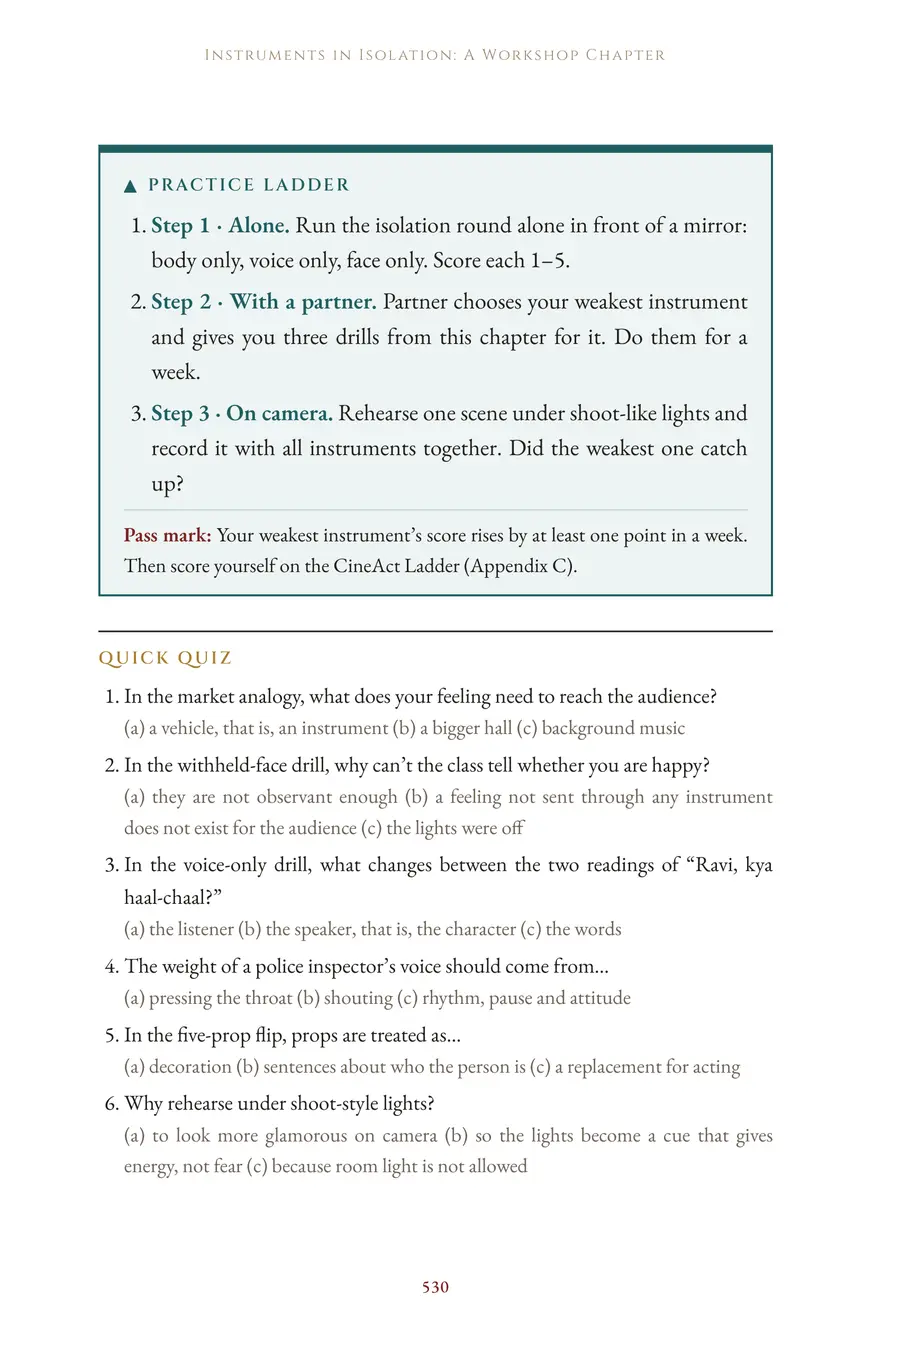 Instruments in Isolation: A Workshop Chapter
▲ PRACTICE LADDER
1. Step 1 · Alone. Run the isolation round alone in front of a mirror:
body only, voice only, face only. Score each 1–5.
2. Step 2 · With a partner. Partner chooses your weakest instrument
and gives you three drills from this chapter for it. Do them for a
week.
3. Step 3 · On camera. Rehearse one scene under shoot-like lights and
record it with all instruments together. Did the weakest one catch
up?
Pass mark: Your weakest instrument’s score rises by at least one point in a week.
Then score yourself on the CineAct Ladder (Appendix C).
QUICK QUIZ
1. In the market analogy, what does your feeling need to reach the audience?
(a) a vehicle, that is, an instrument (b) a bigger hall (c) background music
2. In the withheld-face drill, why can’t the class tell whether you are happy?
(a) they are not observant enough (b) a feeling not sent through any instrument
does not exist for the audience (c) the lights were off
3. In the voice-only drill, what changes between the two readings of “Ravi, kya
haal-chaal?”
(a) the listener (b) the speaker, that is, the character (c) the words
4. The weight of a police inspector’s voice should come from...
(a) pressing the throat (b) shouting (c) rhythm, pause and attitude
5. In the five-prop flip, props are treated as...
(a) decoration (b) sentences about who the person is (c) a replacement for acting
6. Why rehearse under shoot-style lights?
(a) to look more glamorous on camera (b) so the lights become a cue that gives
energy, not fear (c) because room light is not allowed
530